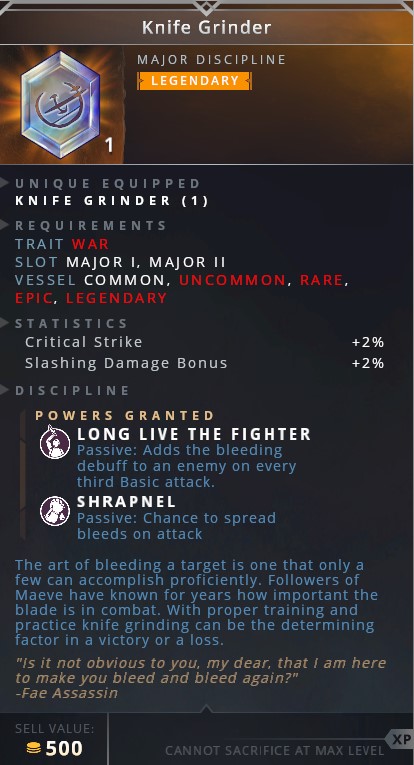 Knife Grinder
MAJOR DISCIPLINE
LEGENDARY
1
UNIQUE EQUIPPED
KNIFE GRINDER (1)
REQUIREMENTS
TRAIT WAR
SLOT MAJOR I, MAJOR II
VESSEL COMMON, UNCOMMON, RARE,
EPIC, LEGENDARY
STATISTICS
Critical Strike +2%
Slashing Damage Bonus +2%
DISCIPLINE
POWERS GRANTED
LONG LIVE THE FIGHTER
Passive: Adds the bleeding
debuff to an enemy on every
third Basic attack.
SHRAPNEL
Passive: Chance to spread
bleeds on attack
The art of bleeding a target is one that only a
few can accomplish proficiently. Followers of
Maeve have known for years how important the
blade is in combat. With proper training and
practice knife grinding can be the determining
factor in a victory or a loss.
"Is it not obvious to you, my dear, that I am here
to make you bleed and bleed again?"
-Fae Assassin
SELL VALUE:
500
XP
CANNOT SACRIFICE AT MAX LEVEL